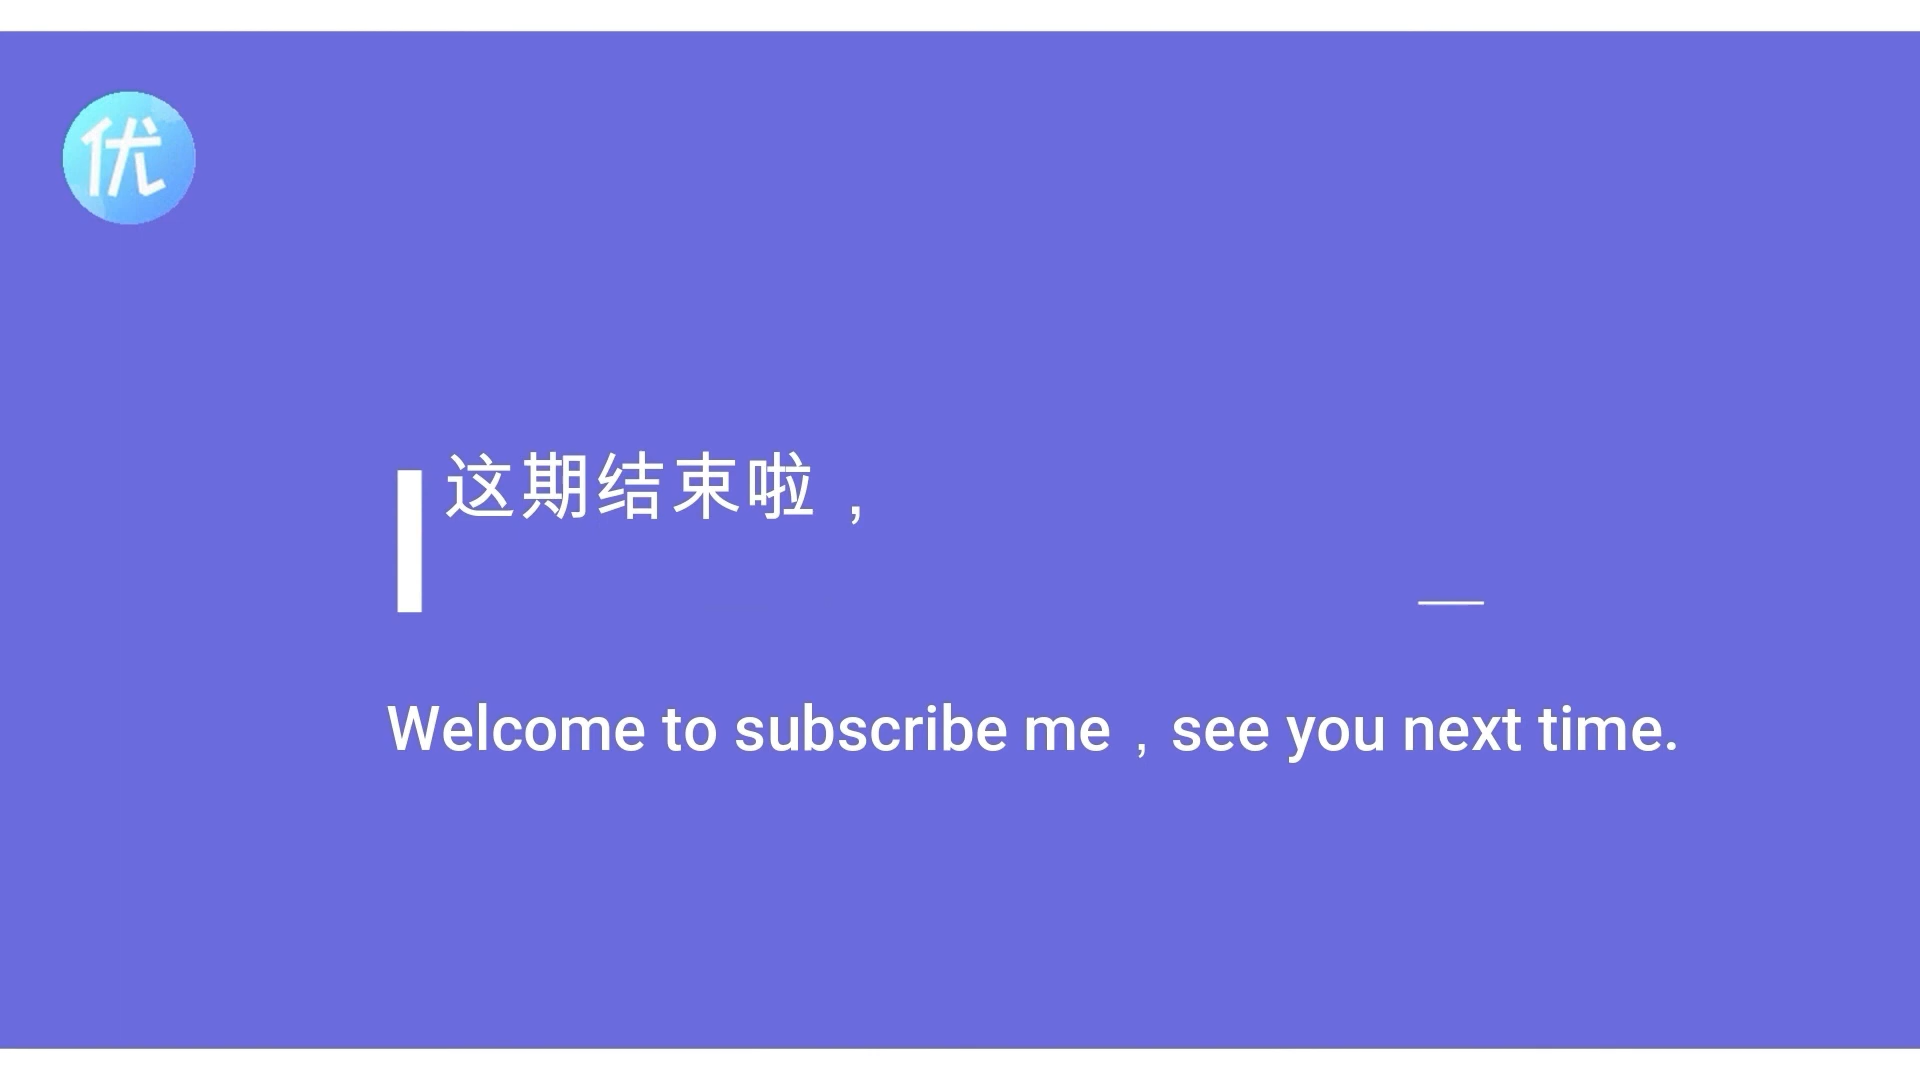 优
这期结束啦，
Welcome to subscribe me，see you next time.